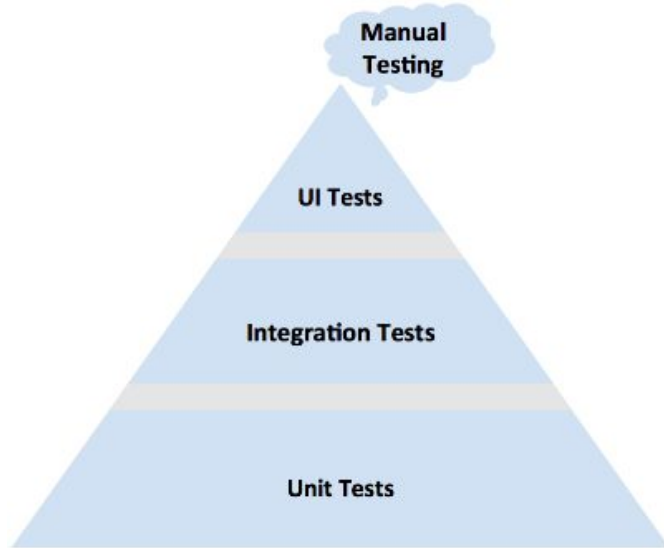 Manual
Testing
UI Tests
Integration Tests
Unit Tests